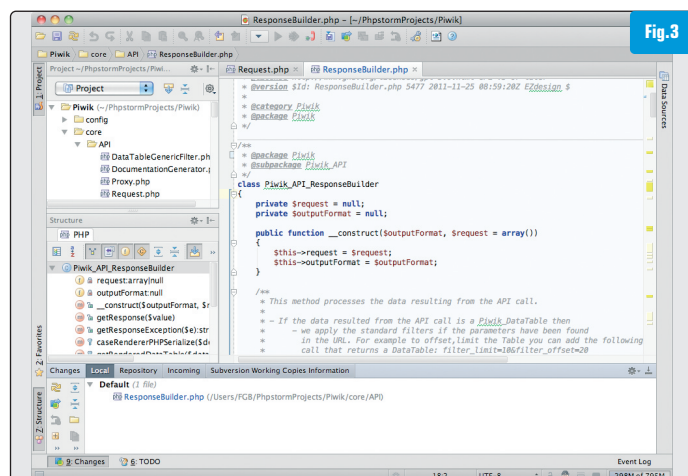 ResponseBuilder.php – [~/PhpstormProjects/Piwik]
Fig.3
Piwik core API ResponseBuilder.php
1: Project
Project ~/PhpstormProjects/Piwi...
Project
Piwik (~/PhpstormProjects/Piwik)
config
core
API
DataTableGenericFilter.ph
DocumentationGenerator.p
Proxy.php
Request.php
Structure
PHP
Piwik_API_ResponseBuilder
request:array|null
outputFormat:null
__construct($outputFormat, $r
getResponse($value)
getResponseException($e):str
caseRendererPHPSerialize($de
Request.php × ResponseBuilder.php ×
* @version $Id: ResponseBuilder.php 5477 2011-11-25 08:59:20Z EZdesign $
*
* @category Piwik
* @package Piwik
*/
/**
* @package Piwik
* @subpackage Piwik_API
*/
class Piwik_API_ResponseBuilder
{
private $request = null;
private $outputFormat = null;
public function __construct($outputFormat, $request = array())
{
$this->request = $request;
$this->outputFormat = $outputFormat;
}
/**
* This method processes the data resulting from the API call.
*
* - If the data resulted from the API call is a Piwik_DataTable then
* - we apply the standard filters if the parameters have been found
* in the URL. For example to offset,limit the Table you can add the following
* call that returns a DataTable: filter_limit=10&filter_offset=20
Data Sources
2: Favorites
Z: Structure
Changes Local Repository Incoming Subversion Working Copies Information
Default (1 file)
ResponseBuilder.php (/Users/FGB/PhpstormProjects/Piwik/core/API)
9: Changes 6: TODO Event Log
18:2 UTF-8 298M of 795M